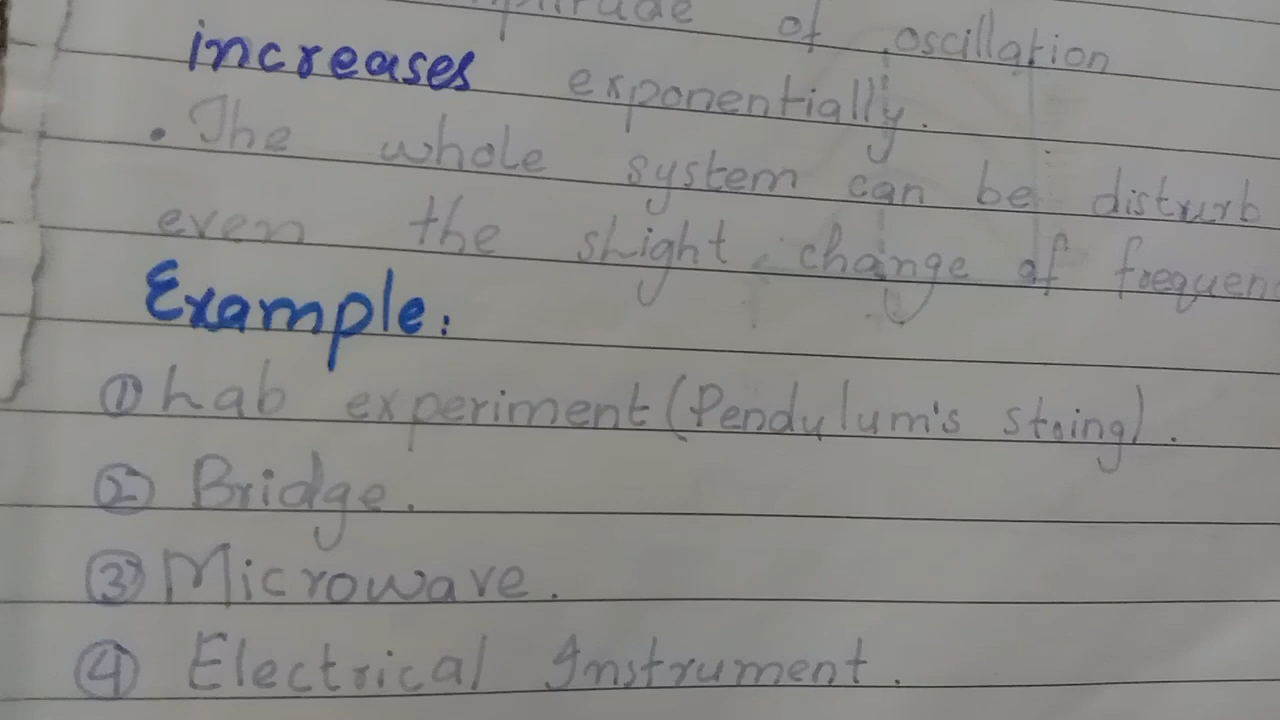 of oscillation
increases exponentially.
• The whole system can be disturb
even the slight change of frequen
Example:
① Lab experiment (Pendulum's string).
② Bridge.
③ Microwave.
④ Electrical Instrument.